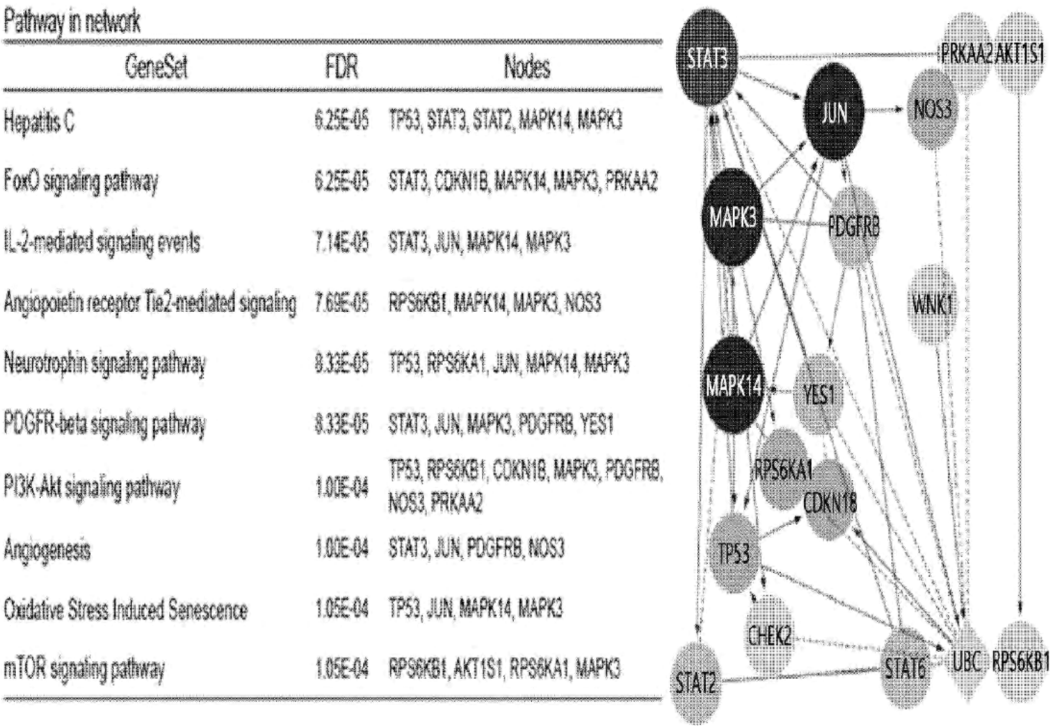 Pathway in network
GeneSet FDR Nodes
Hepatitis C 6.25E-05 TP53, STAT3, STAT2, MAPK14, MAPK3
FoxO signaling pathway 6.25E-05 STAT3, CDKN1B, MAPK14, MAPK3, PRKAA2
IL-2-mediated signaling events 7.14E-05 STAT3, JUN, MAPK14, MAPK3
Angiopoietin receptor Tie2-mediated signaling 7.69E-05 RPS6KB1, MAPK14, MAPK3, NOS3
Neurotrophin signaling pathway 8.33E-05 TP53, RPS6KA1, JUN, MAPK14, MAPK3
PDGFR-beta signaling pathway 8.33E-05 STAT3, JUN, MAPK3, PDGFRB, YES1
PI3K-Akt signaling pathway 1.00E-04 TP53, RPS6KB1, CDKN1B, MAPK3, PDGFRB,
NOS3, PRKAA2
Angiogenesis 1.00E-04 STAT3, JUN, PDGFRB, NOS3
Oxidative Stress Induced Senescence 1.05E-04 TP53, JUN, MAPK14, MAPK3
mTOR signaling pathway 1.05E-04 RPS6KB1, AKT1S1, RPS6KA1, MAPK3
STAT3
PRKAA2
AKT1S1
JUN
NOS3
MAPK3
PDGFRB
WNK1
MAPK14
YES1
RPS6KA1
CDKN1B
TP53
CHEK2
STAT2
STAT6
UBC
RPS6KB1